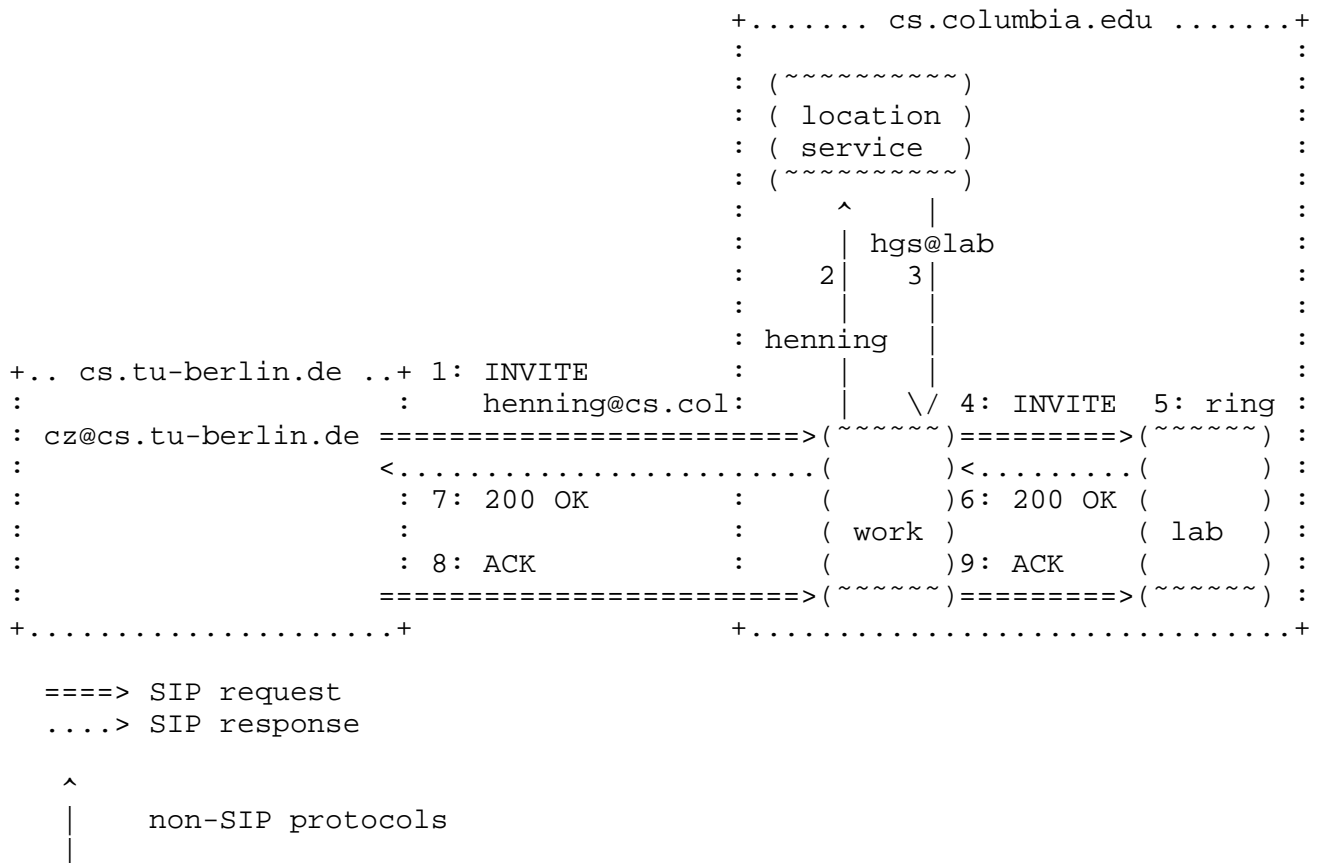 +....... cs.columbia.edu .......+
:                               :
: (~~~~~~~~~~)                  :
: ( location )                  :
: ( service  )                  :
: (~~~~~~~~~~)                  :
:     ^    |                    :
:     | hgs@lab                 :
:    2|   3|                    :
:     |    |                    :
: henning  |                    :
+.. cs.tu-berlin.de ..+ 1: INVITE        :     |    |                    :
:                     :    henning@cs.col:     |   \/ 4: INVITE  5: ring :
: cz@cs.tu-berlin.de ========================>(~~~~~~)=========>(~~~~~~) :
:                    <........................(      )<.........(      ) :
:                     : 7: 200 OK        :    (      )6: 200 OK (      ) :
:                     :                  :    ( work )          ( lab  ) :
:                     : 8: ACK           :    (      )9: ACK    (      ) :
:                    ========================>(~~~~~~)=========>(~~~~~~) :
+.....................+                  +...............................+
====> SIP request
....> SIP response
^
|    non-SIP protocols
|